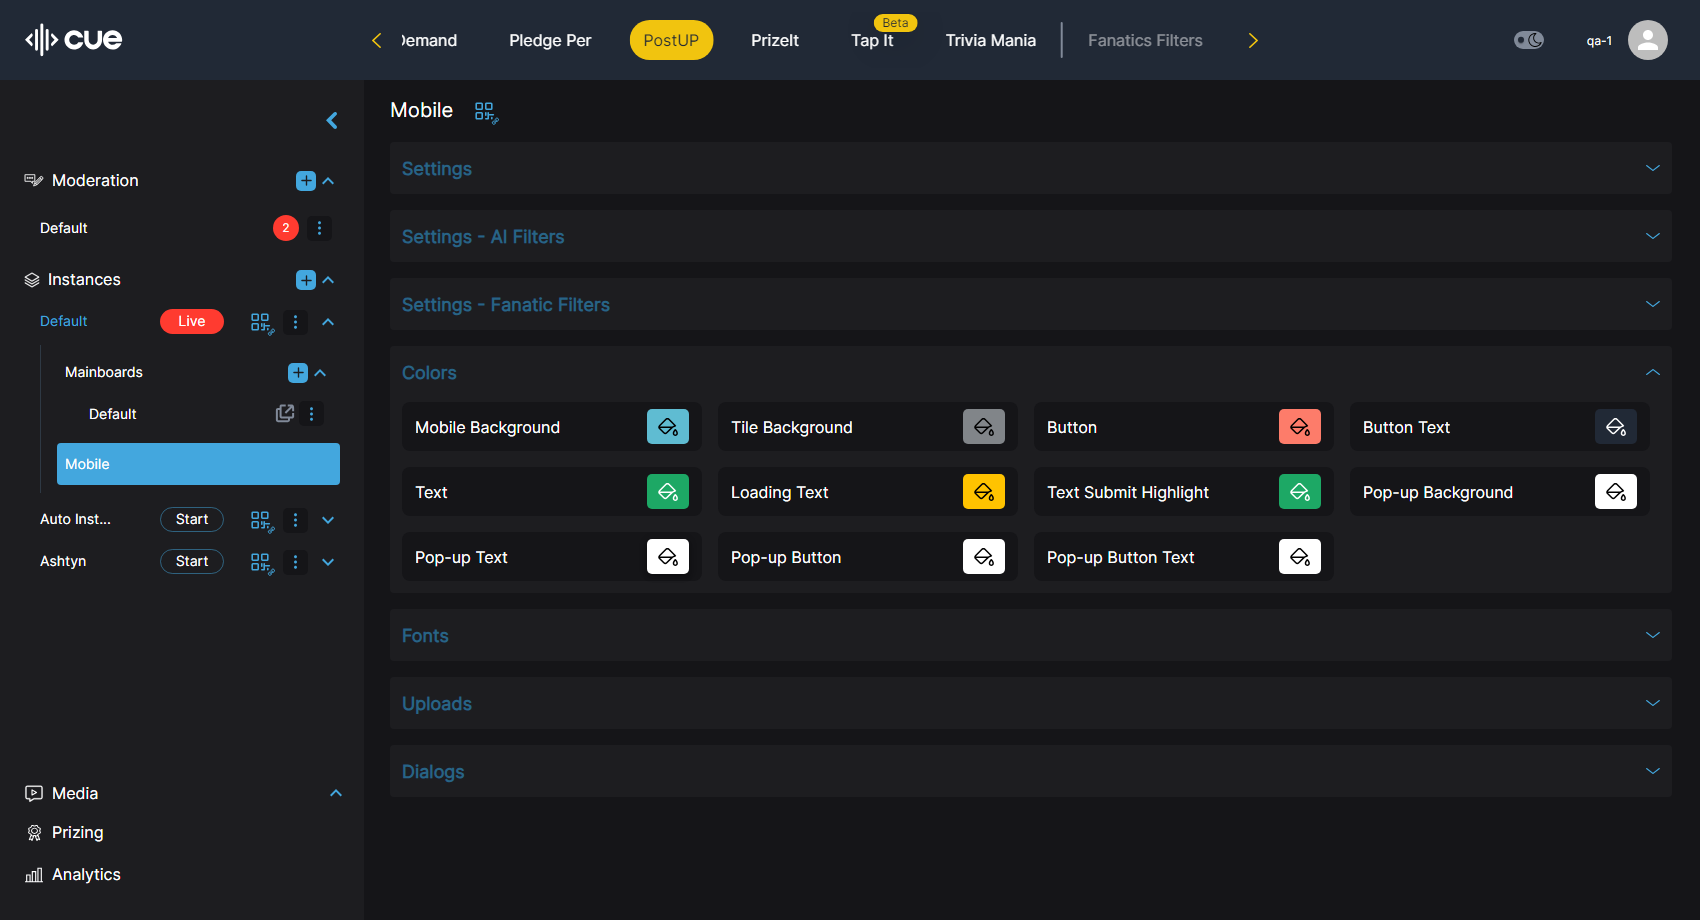 cue
Demand
Pledge Per
PostUP
PrizeIt
Beta
Tap It
Trivia Mania
Fanatics Filters
qa-1
Moderation
Default
2
Instances
Default
Live
Mainboards
Default
Mobile
Auto Inst...
Start
Ashtyn
Start
Media
Prizing
Analytics
Mobile
Settings
Settings - AI Filters
Settings - Fanatic Filters
Colors
Mobile Background
Tile Background
Button
Button Text
Text
Loading Text
Text Submit Highlight
Pop-up Background
Pop-up Text
Pop-up Button
Pop-up Button Text
Fonts
Uploads
Dialogs